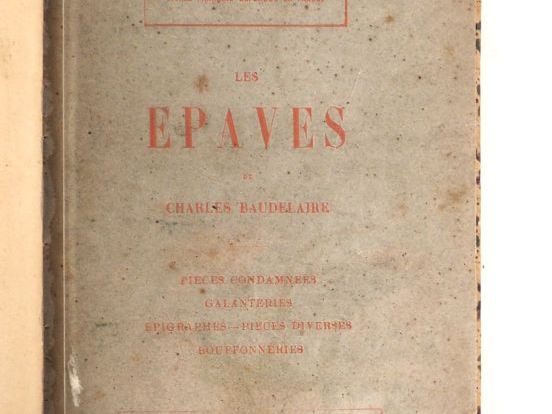 LES
EPAVES
DE
CHARLES BAUDELAIRE
PIECES CONDAMNEES
GALANTERIES
EPIGRAPHES—PIECES DIVERSES
BOUFFONNERIES